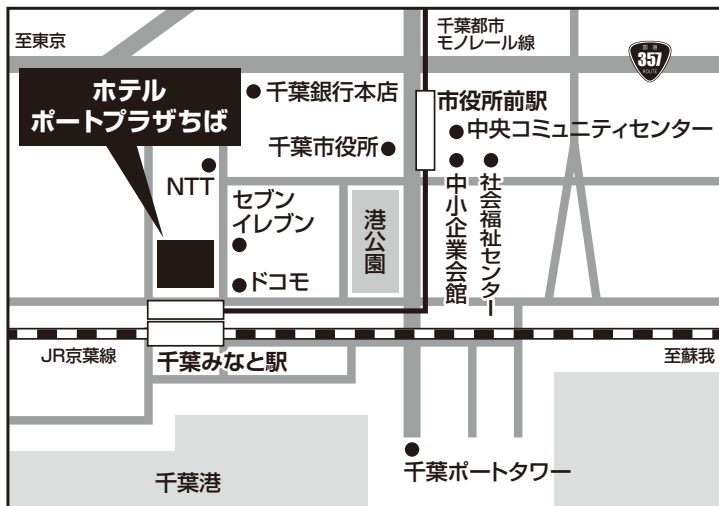 至東京
千葉都市
モノレール線
国道
357
ROUTE
ホテル
ポートプラザちば
千葉銀行本店
市役所前駅
中央コミュニティセンター
千葉市役所
NTT
セブン
イレブン
港公園
中小企業会館
社会福祉センター
ドコモ
JR京葉線
千葉みなと駅
至蘇我
千葉ポートタワー
千葉港